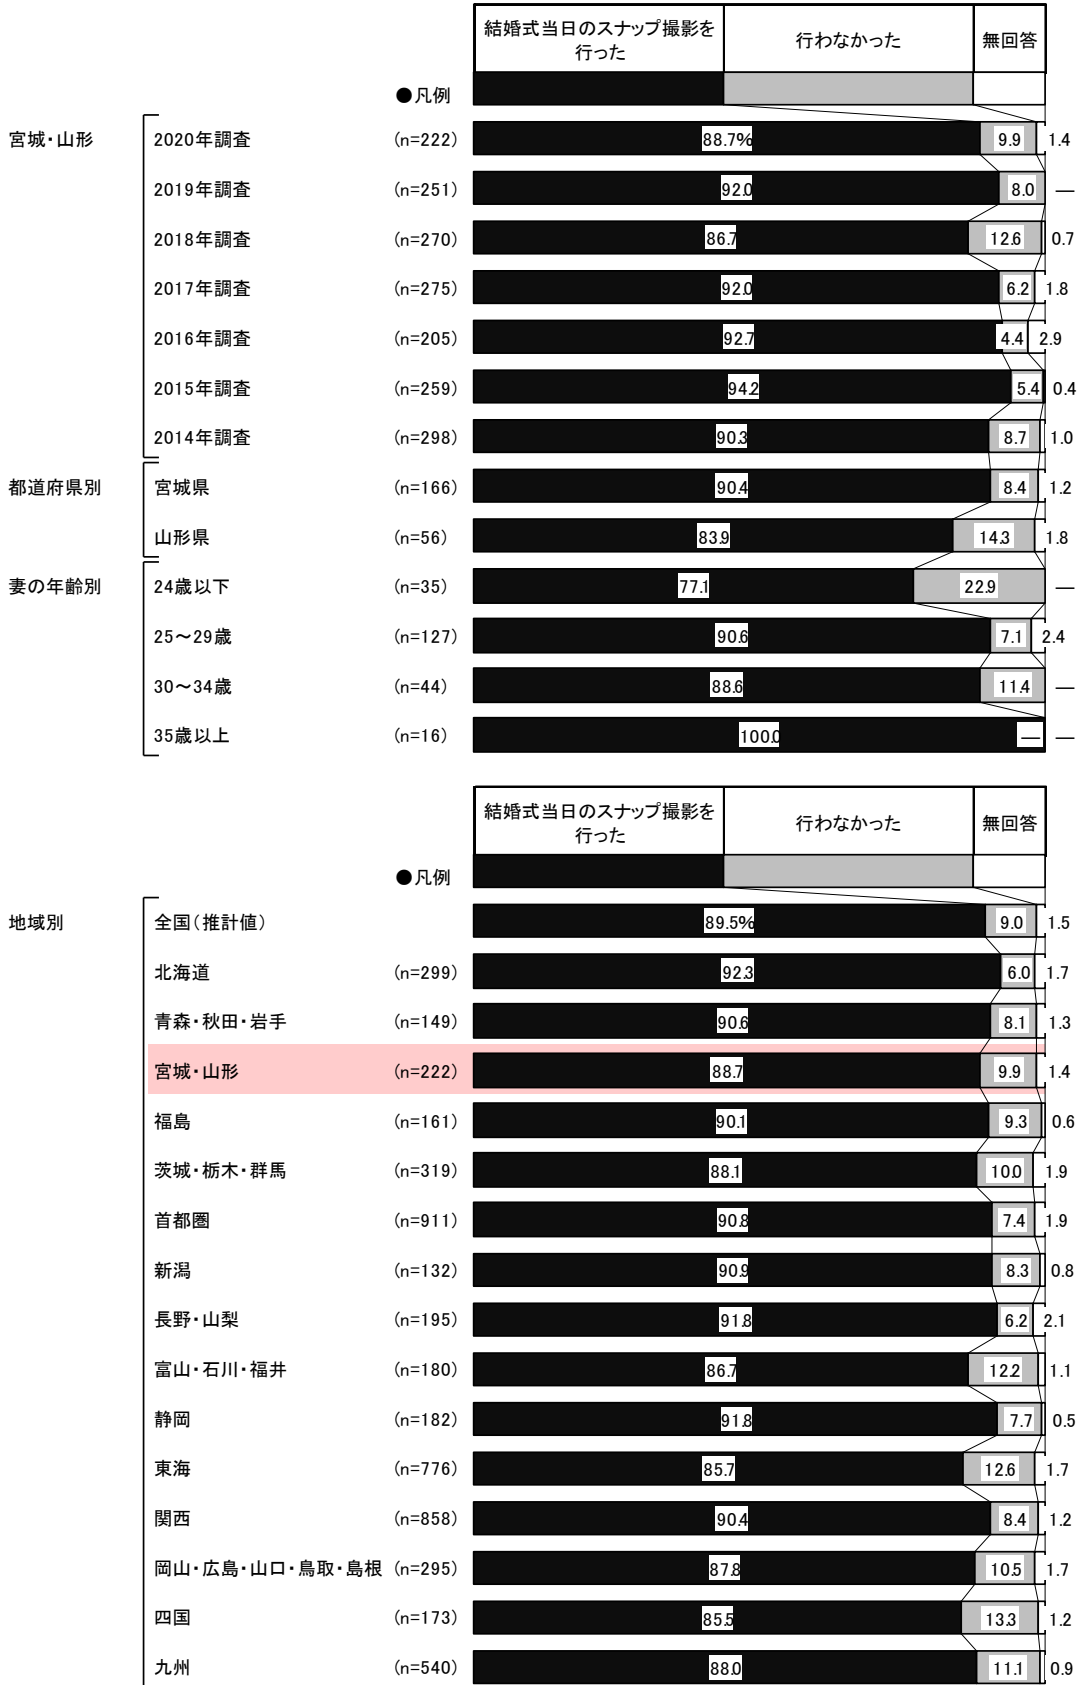 結婚式当日のスナップ撮影を
行った
行わなかった
無回答
●凡例
宮城・山形
2020年調査 (n=222) 88.7% 9.9 1.4
2019年調査 (n=251) 92.0 8.0 ―
2018年調査 (n=270) 86.7 12.6 0.7
2017年調査 (n=275) 92.0 6.2 1.8
2016年調査 (n=205) 92.7 4.4 2.9
2015年調査 (n=259) 94.2 5.4 0.4
2014年調査 (n=298) 90.3 8.7 1.0
都道府県別
宮城県 (n=166) 90.4 8.4 1.2
山形県 (n=56) 83.9 14.3 1.8
妻の年齢別
24歳以下 (n=35) 77.1 22.9 ―
25～29歳 (n=127) 90.6 7.1 2.4
30～34歳 (n=44) 88.6 11.4 ―
35歳以上 (n=16) 100.0 ― ―
結婚式当日のスナップ撮影を
行った
行わなかった
無回答
●凡例
地域別
全国(推計値) 89.5% 9.0 1.5
北海道 (n=299) 92.3 6.0 1.7
青森・秋田・岩手 (n=149) 90.6 8.1 1.3
宮城・山形 (n=222) 88.7 9.9 1.4
福島 (n=161) 90.1 9.3 0.6
茨城・栃木・群馬 (n=319) 88.1 10.0 1.9
首都圏 (n=911) 90.8 7.4 1.9
新潟 (n=132) 90.9 8.3 0.8
長野・山梨 (n=195) 91.8 6.2 2.1
富山・石川・福井 (n=180) 86.7 12.2 1.1
静岡 (n=182) 91.8 7.7 0.5
東海 (n=776) 85.7 12.6 1.7
関西 (n=858) 90.4 8.4 1.2
岡山・広島・山口・鳥取・島根 (n=295) 87.8 10.5 1.7
四国 (n=173) 85.5 13.3 1.2
九州 (n=540) 88.0 11.1 0.9